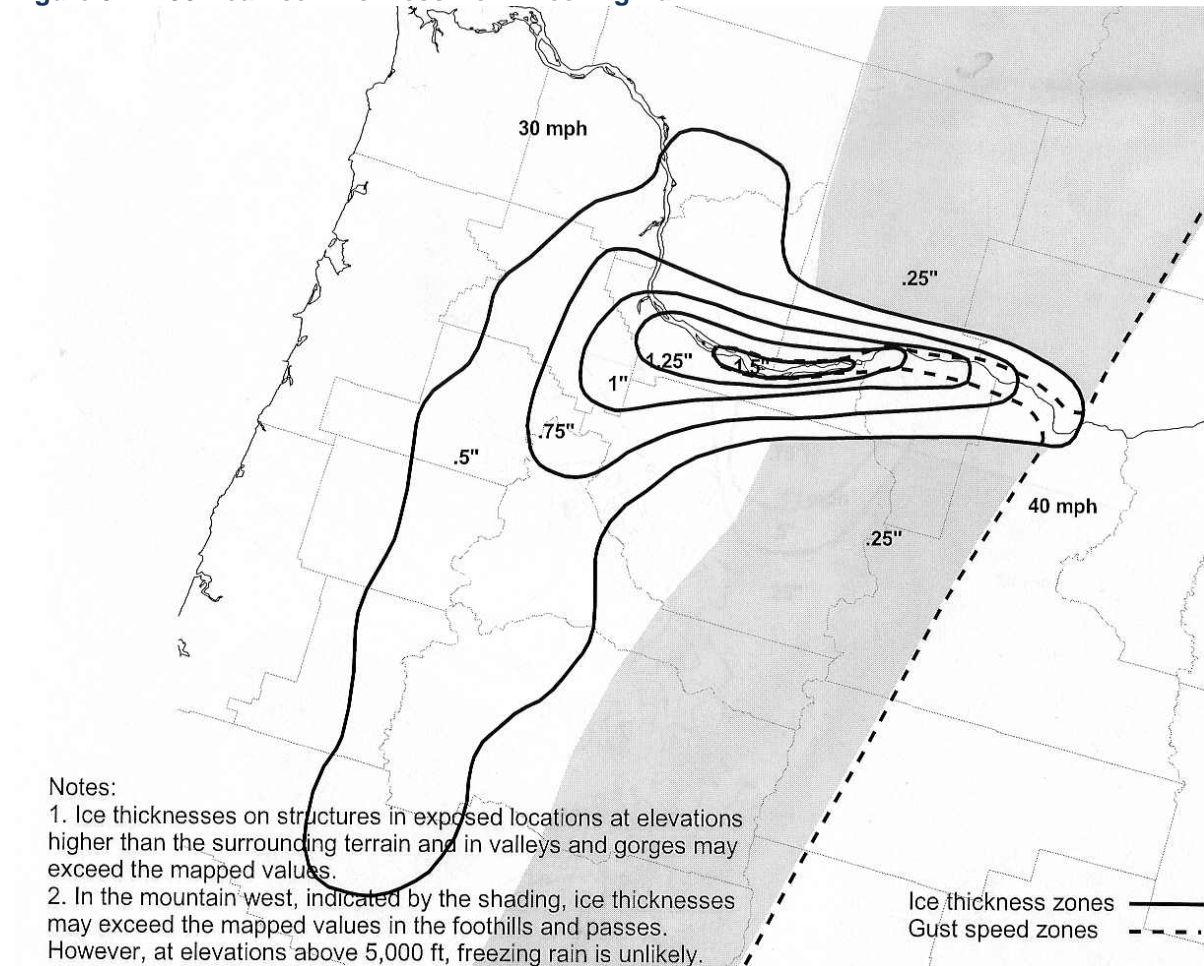 30 mph
.25"
1.25"
1.5"
1"
.75"
.5"
40 mph
.25"
Notes:
1. Ice thicknesses on structures in exposed locations at elevations
higher than the surrounding terrain and in valleys and gorges may
exceed the mapped values.
2. In the mountain west, indicated by the shading, ice thicknesses
may exceed the mapped values in the foothills and passes.
However, at elevations above 5,000 ft, freezing rain is unlikely.
Ice thickness zones
Gust speed zones